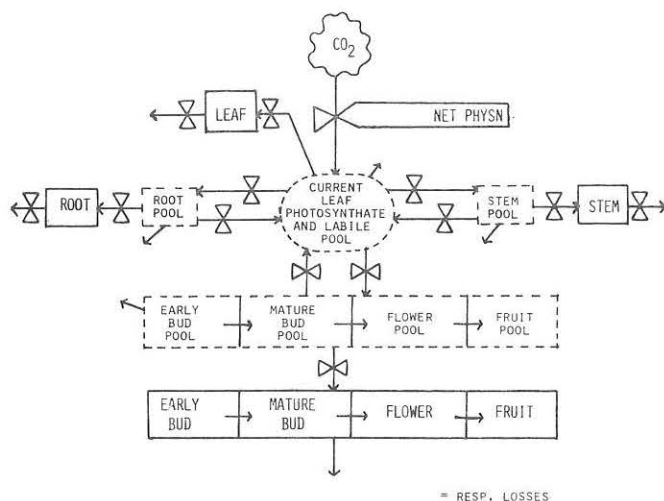 CO2
NET PHYSN
LEAF
ROOT
ROOT
POOL
CURRENT
LEAF
PHOTOSYNTHATE
AND LABILE
POOL
STEM
POOL
STEM
EARLY
BUD
POOL
MATURE
BUD
POOL
FLOWER
POOL
FRUIT
POOL
EARLY
BUD
MATURE
BUD
FLOWER
FRUIT
= RESP. LOSSES